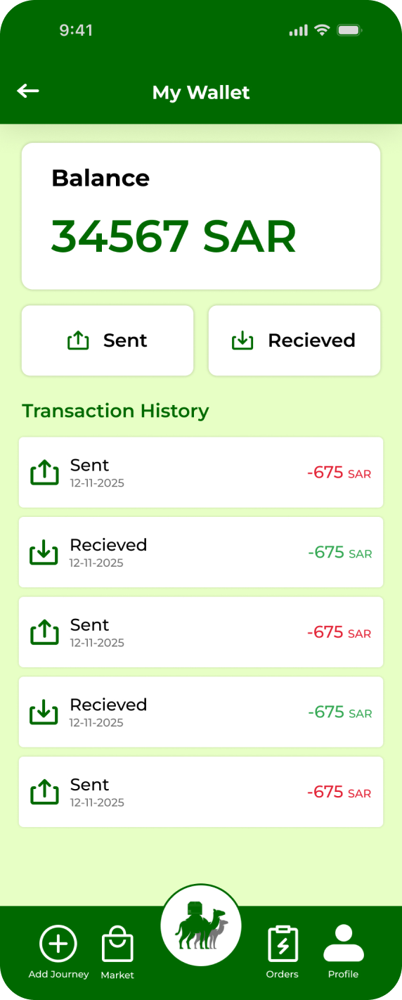 9:41
My Wallet
Balance
34567 SAR
Sent
Recieved
Transaction History
Sent
12-11-2025
-675 SAR
Recieved
12-11-2025
-675 SAR
Sent
12-11-2025
-675 SAR
Recieved
12-11-2025
-675 SAR
Sent
12-11-2025
-675 SAR
Add Journey
Market
Orders
Profile